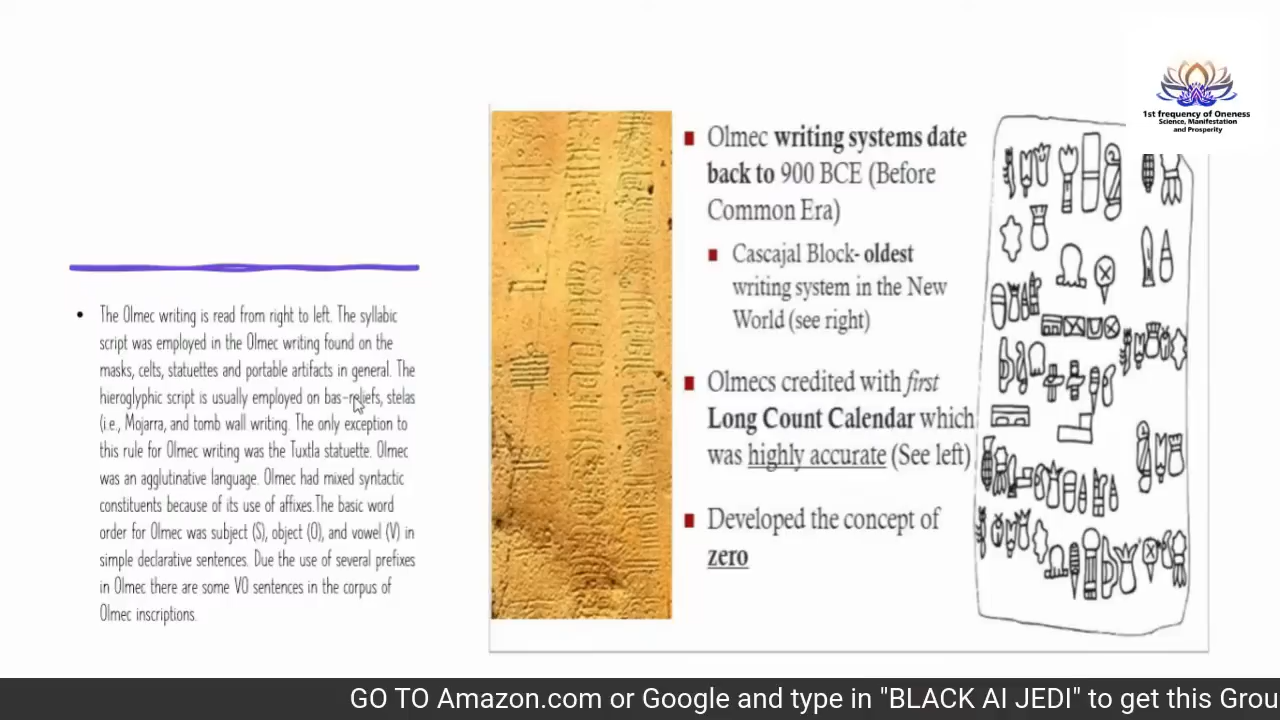 1st frequency of Oneness
Science, Manifestation
and Prosperity
The Olmec writing is read from right to left. The syllabic
script was employed in the Olmec writing found on the
masks, celts, statuettes and portable artifacts in general. The
hieroglyphic script is usually employed on bas-reliefs, stelas
(i.e., Mojarra, and tomb wall writing. The only exception to
this rule for Olmec writing was the Tuxtla statuette. Olmec
was an agglutinative language. Olmec had mixed syntactic
constituents because of its use of affixes.The basic word
order for Olmec was subject (S), object (O), and vowel (V) in
simple declarative sentences. Due the use of several prefixes
in Olmec there are some VO sentences in the corpus of
Olmec inscriptions.
Olmec writing systems date
back to 900 BCE (Before
Common Era)
Cascajal Block- oldest
writing system in the New
World (see right)
Olmecs credited with first
Long Count Calendar which
was highly accurate (See left)
Developed the concept of
zero
GO TO Amazon.com or Google and type in "BLACK AI JEDI" to get this Grou